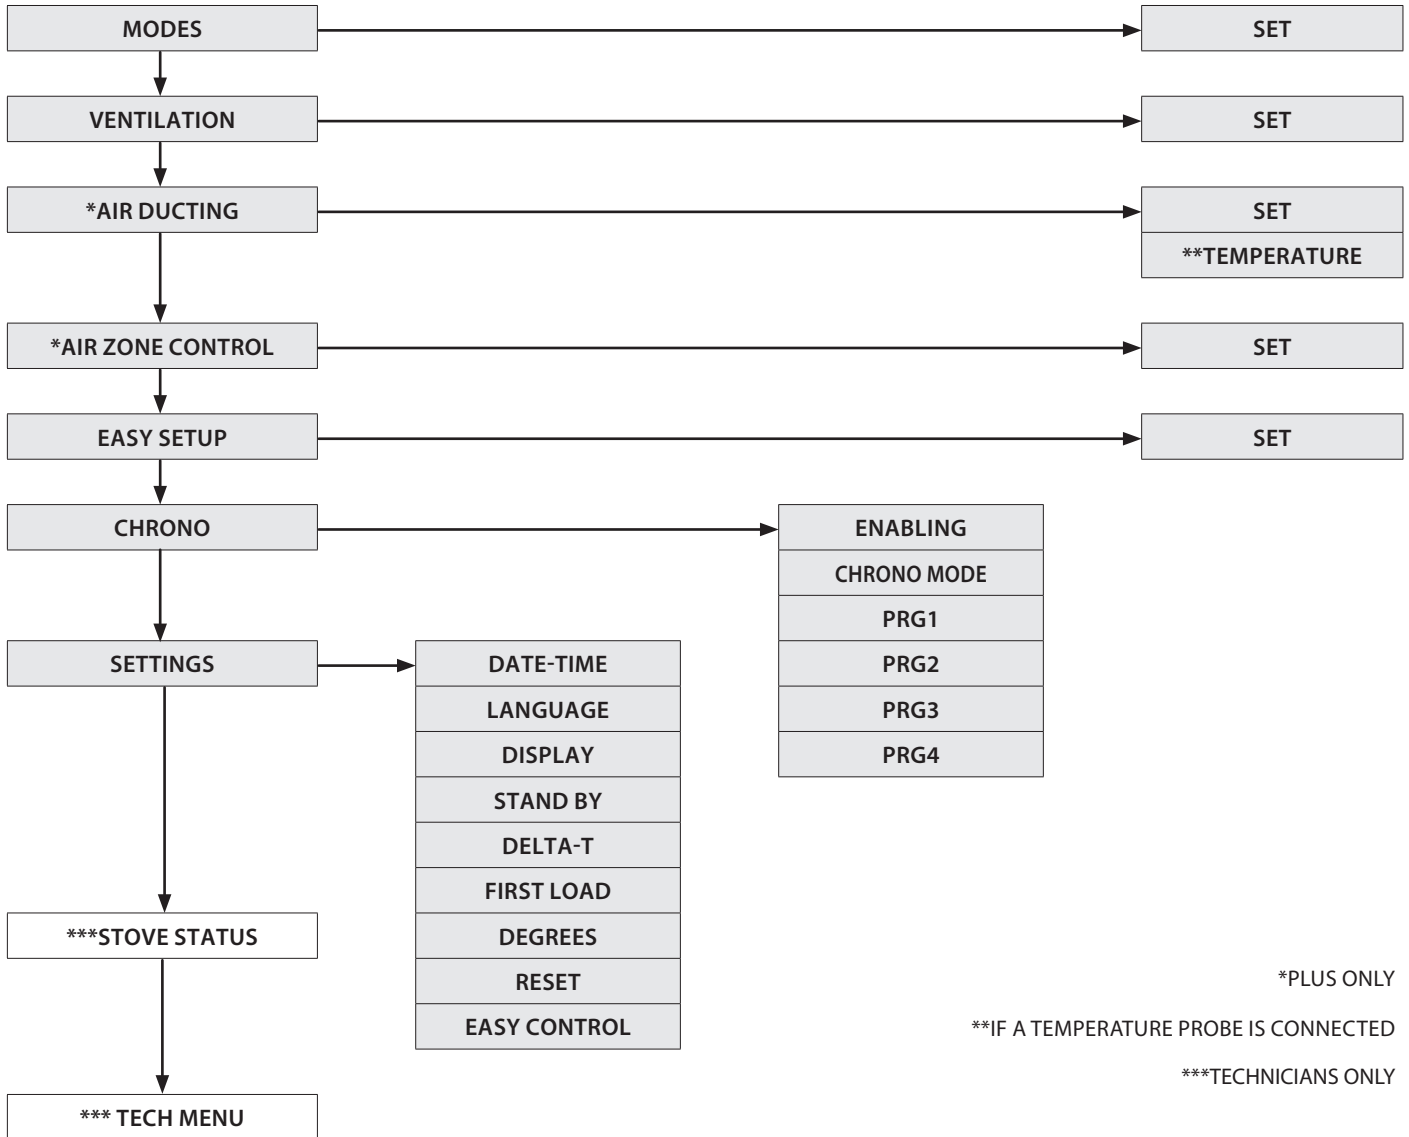 MODES
SET
VENTILATION
SET
*AIR DUCTING
SET
**TEMPERATURE
*AIR ZONE CONTROL
SET
EASY SETUP
SET
CHRONO
ENABLING
CHRONO MODE
PRG1
PRG2
PRG3
PRG4
SETTINGS
DATE-TIME
LANGUAGE
DISPLAY
STAND BY
DELTA-T
FIRST LOAD
DEGREES
RESET
EASY CONTROL
***STOVE STATUS
*** TECH MENU
*PLUS ONLY
**IF A TEMPERATURE PROBE IS CONNECTED
***TECHNICIANS ONLY